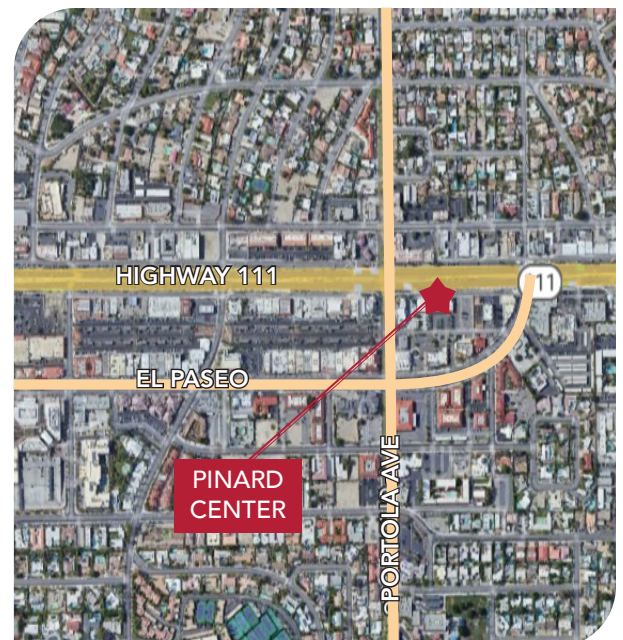 HIGHWAY 111
111
EL PASEO
PINARD
CENTER
PORTOLA AVE